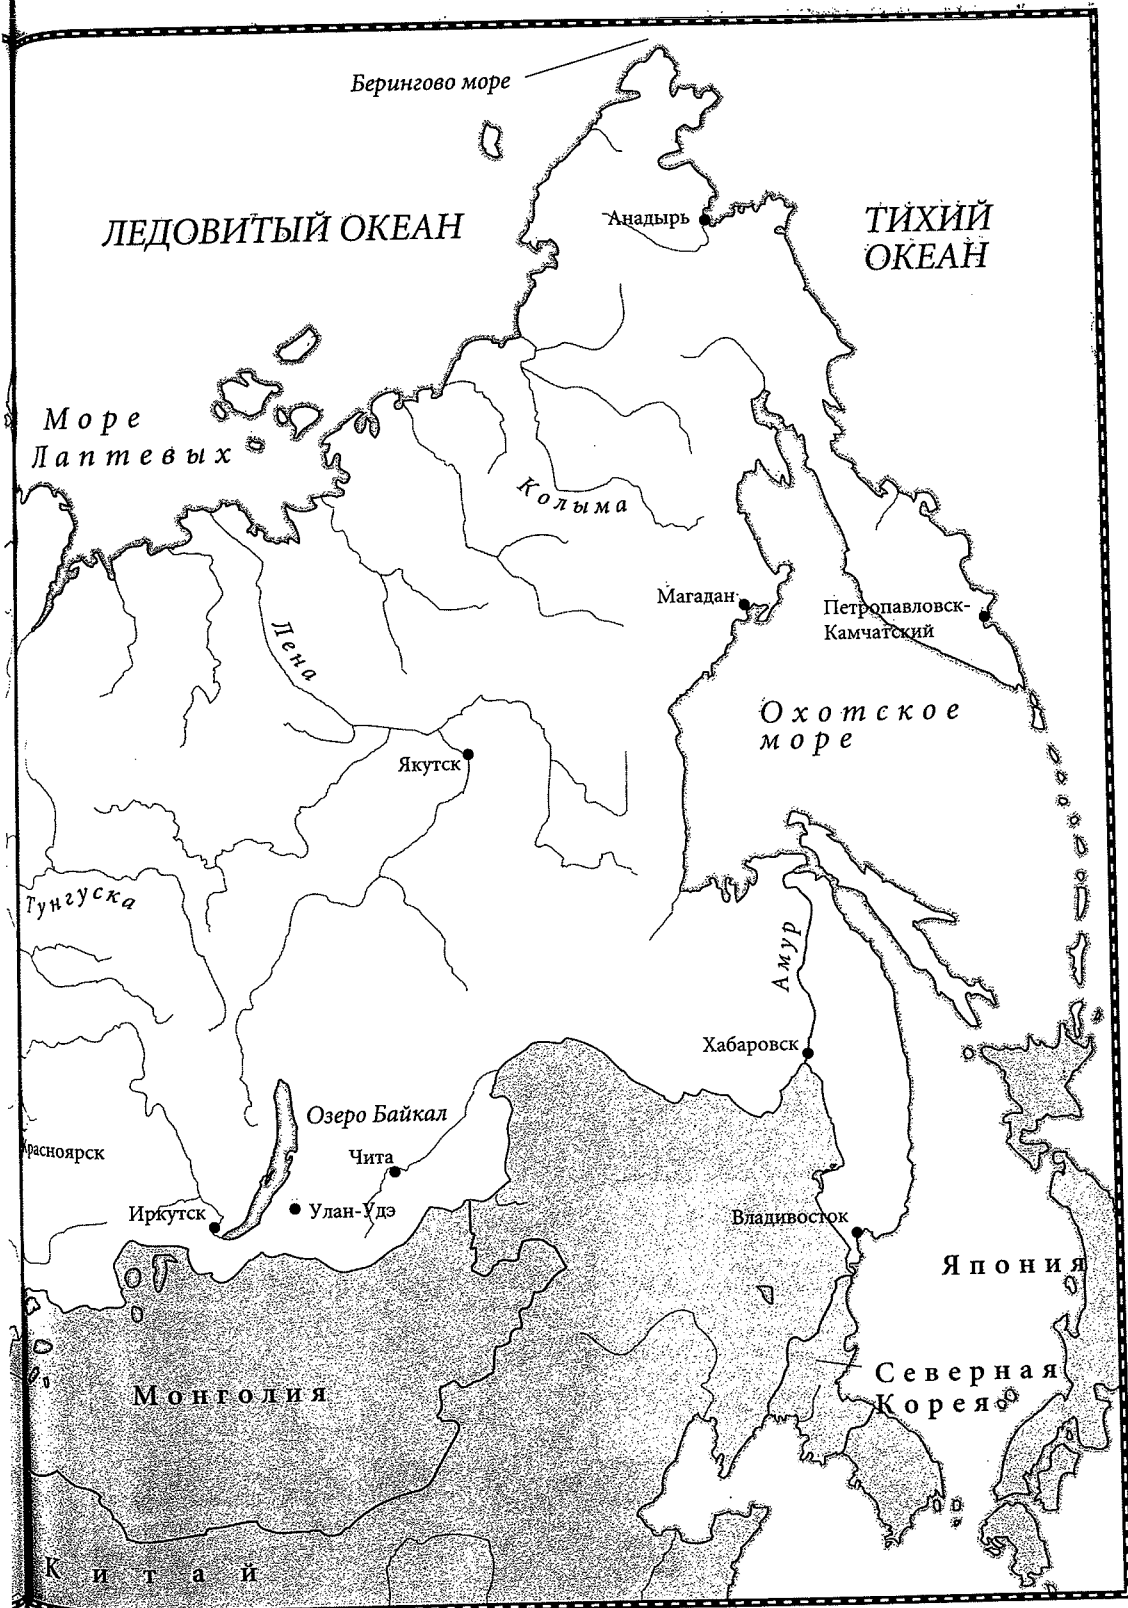 Берингово море
ЛЕДОВИТЫЙ ОКЕАН
ТИХИЙ
ОКЕАН
Анадырь
Море
Лаптевых
Колыма
Магадан
Петропавловск-
Камчатский
Лена
Охотское
море
Якутск
Тунгуска
Амур
Хабаровск
Озеро Байкал
Красноярск
Чита
Иркутск
Улан-Удэ
Владивосток
Япония
Северная
Корея
Монголия
Китай